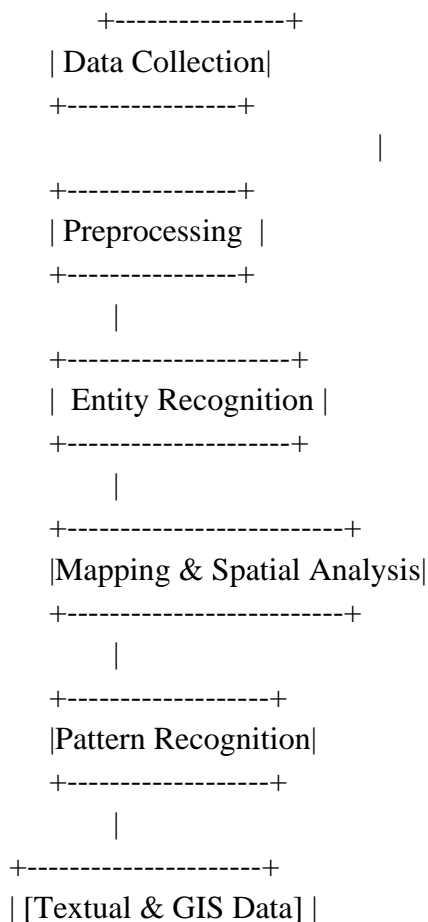 +----------------+
| Data Collection|
+----------------+
|
+----------------+
| Preprocessing  |
+----------------+
|
+---------------------+
|  Entity Recognition |
+---------------------+
|
+--------------------------+
|Mapping & Spatial Analysis|
+--------------------------+
|
+-------------------+
|Pattern Recognition|
+-------------------+
|
+----------------------+
| [Textual & GIS Data] |